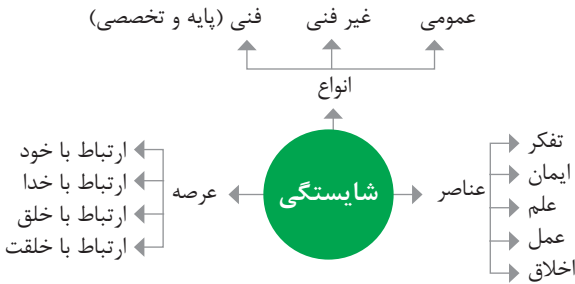 عمومی
غیر فنی
فنی (پایه و تخصصی)
انواع
شایستگی
عناصر
تفکر
ایمان
علم
عمل
اخلاق
عرصه
ارتباط با خود
ارتباط با خدا
ارتباط با خلق
ارتباط با خلقت